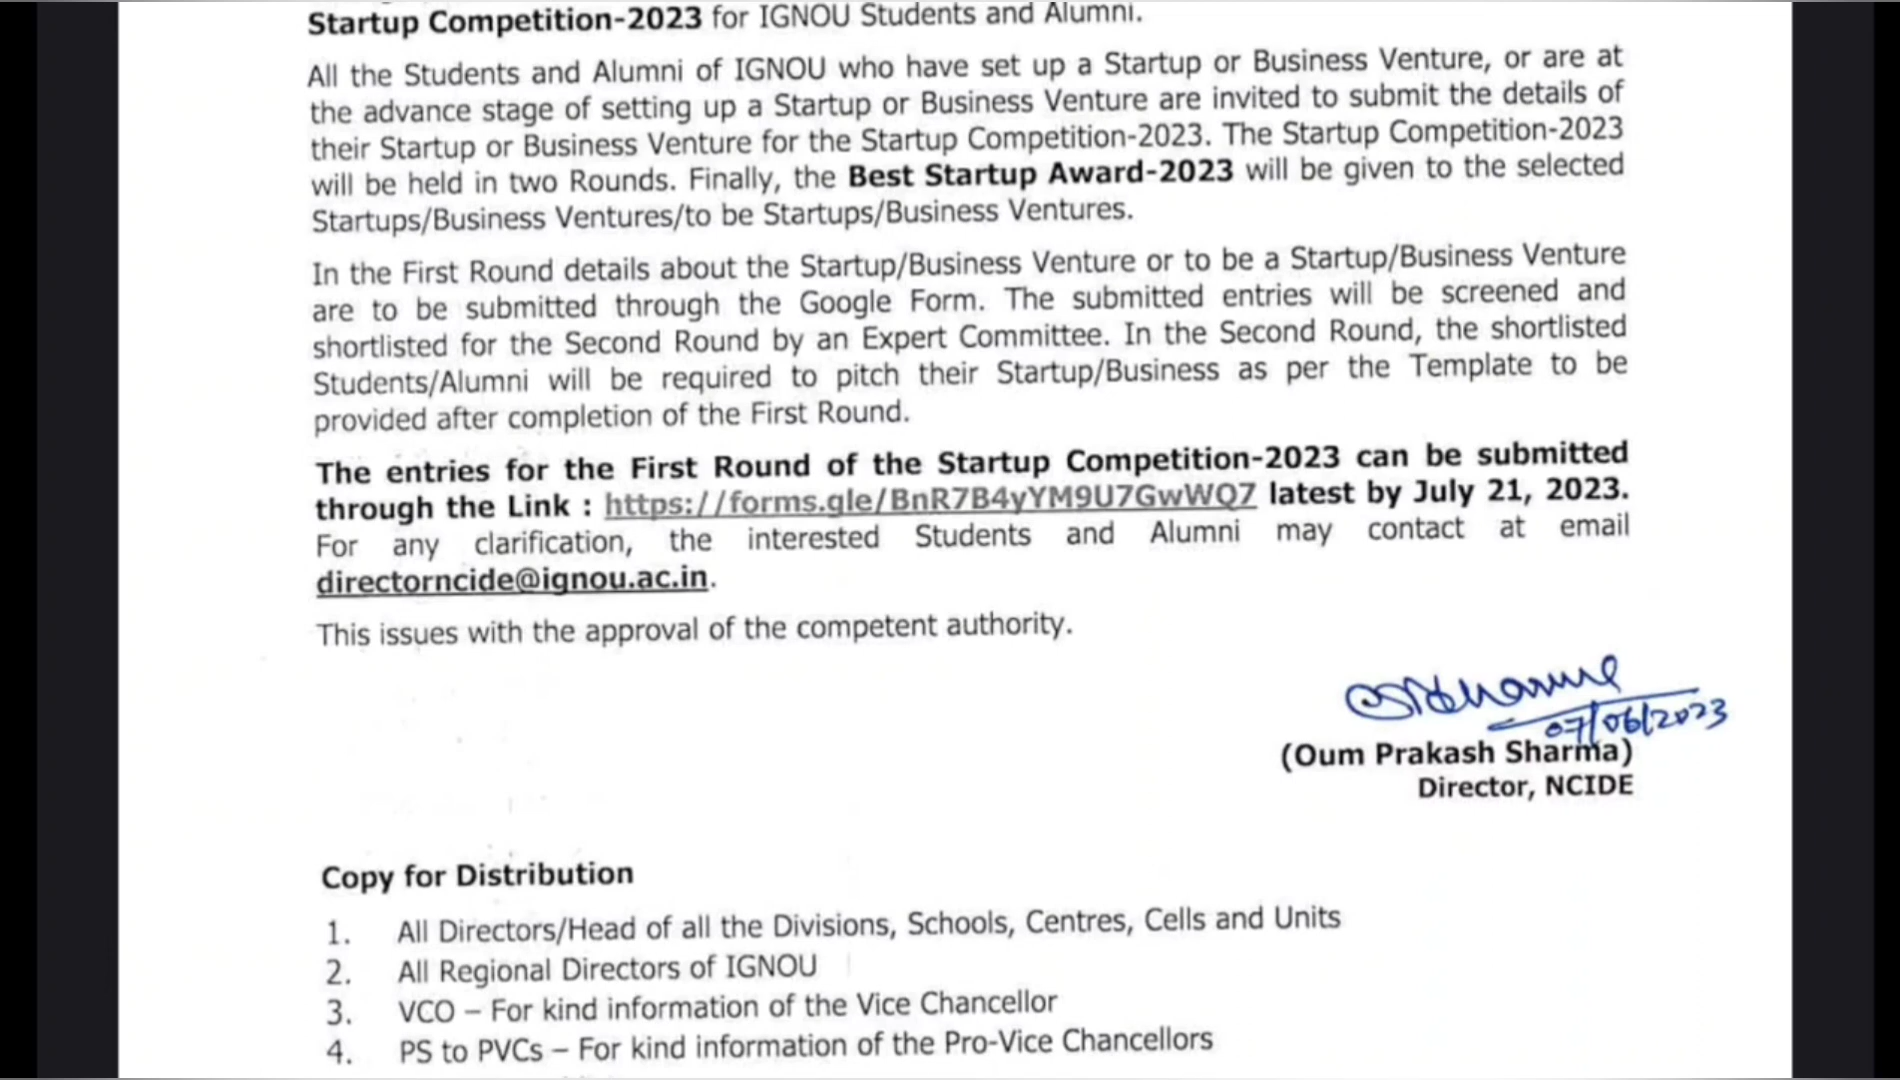 Startup Competition-2023 for IGNOU Students and Alumni.
All the Students and Alumni of IGNOU who have set up a Startup or Business Venture, or are at
the advance stage of setting up a Startup or Business Venture are invited to submit the details of
their Startup or Business Venture for the Startup Competition-2023. The Startup Competition-2023
will be held in two Rounds. Finally, the Best Startup Award-2023 will be given to the selected
Startups/Business Ventures/to be Startups/Business Ventures.
In the First Round details about the Startup/Business Venture or to be a Startup/Business Venture
are to be submitted through the Google Form. The submitted entries will be screened and
shortlisted for the Second Round by an Expert Committee. In the Second Round, the shortlisted
Students/Alumni will be required to pitch their Startup/Business as per the Template to be
provided after completion of the First Round.
The entries for the First Round of the Startup Competition-2023 can be submitted
through the Link : https://forms.gle/BnR7B4yYM9U7GwWQ7 latest by July 21, 2023.
For any clarification, the interested Students and Alumni may contact at email
directorncide@ignou.ac.in.
This issues with the approval of the competent authority.
07/06/2023
(Oum Prakash Sharma)
Director, NCIDE
Copy for Distribution
1. All Directors/Head of all the Divisions, Schools, Centres, Cells and Units
2. All Regional Directors of IGNOU
3. VCO – For kind information of the Vice Chancellor
4. PS to PVCs – For kind information of the Pro-Vice Chancellors